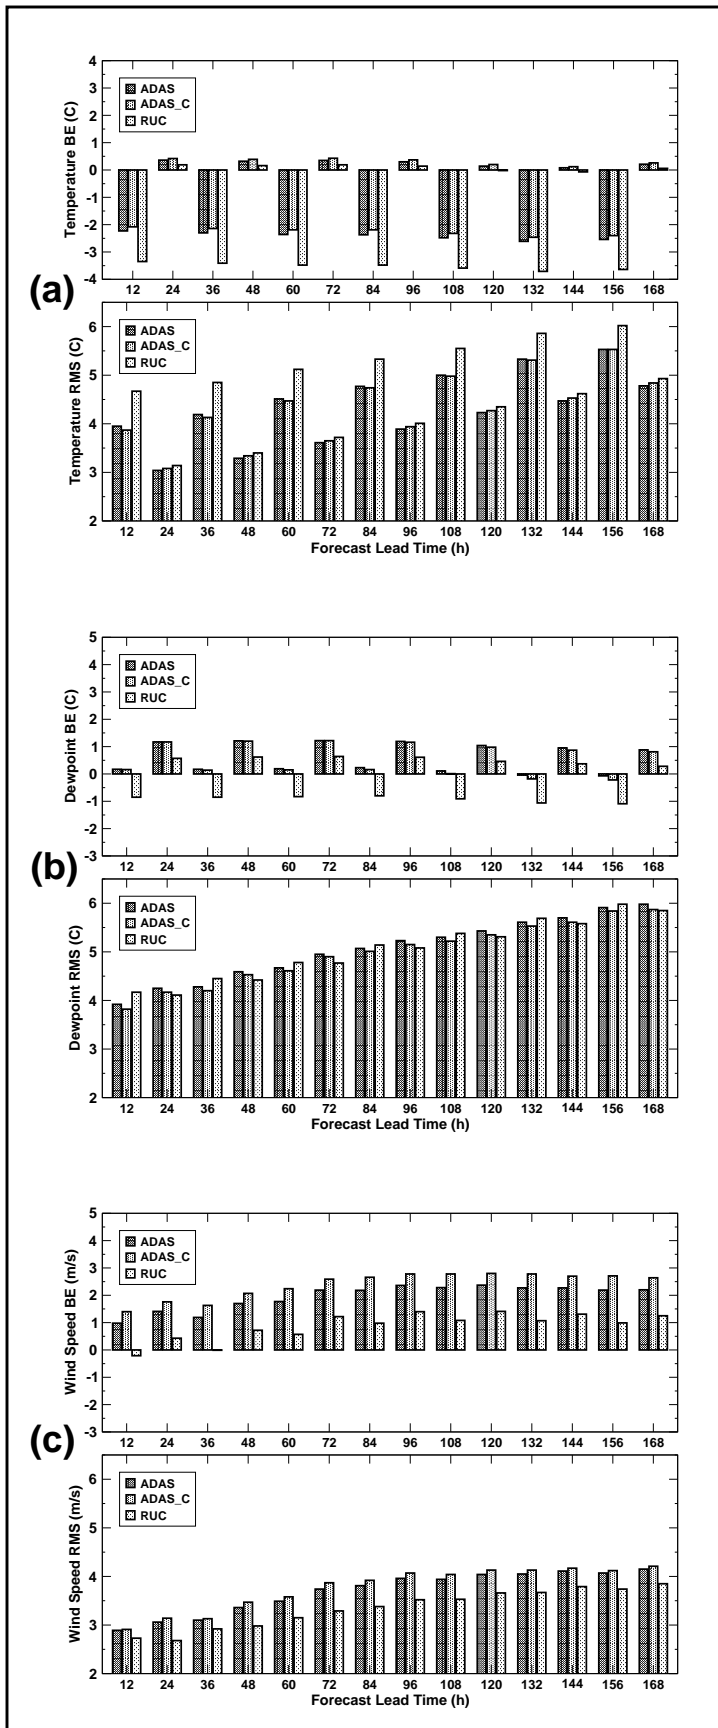 4
3
2
1
0
-1
-2
-3
-4
Temperature BE (C)
ADAS
ADAS_C
RUC
12 24 36 48 60 72 84 96 108 120 132 144 156 168
(a)
6
5
4
3
2
Temperature RMS (C)
ADAS
ADAS_C
RUC
12 24 36 48 60 72 84 96 108 120 132 144 156 168
Forecast Lead Time (h)
5
4
3
2
1
0
-1
-2
-3
Dewpoint BE (C)
ADAS
ADAS_C
RUC
12 24 36 48 60 72 84 96 108 120 132 144 156 168
(b)
6
5
4
3
2
Dewpoint RMS (C)
ADAS
ADAS_C
RUC
12 24 36 48 60 72 84 96 108 120 132 144 156 168
Forecast Lead Time (h)
5
4
3
2
1
0
-1
-2
-3
Wind Speed BE (m/s)
ADAS
ADAS_C
RUC
12 24 36 48 60 72 84 96 108 120 132 144 156 168
(c)
6
5
4
3
2
Wind Speed RMS (m/s)
ADAS
ADAS_C
RUC
12 24 36 48 60 72 84 96 108 120 132 144 156 168
Forecast Lead Time (h)